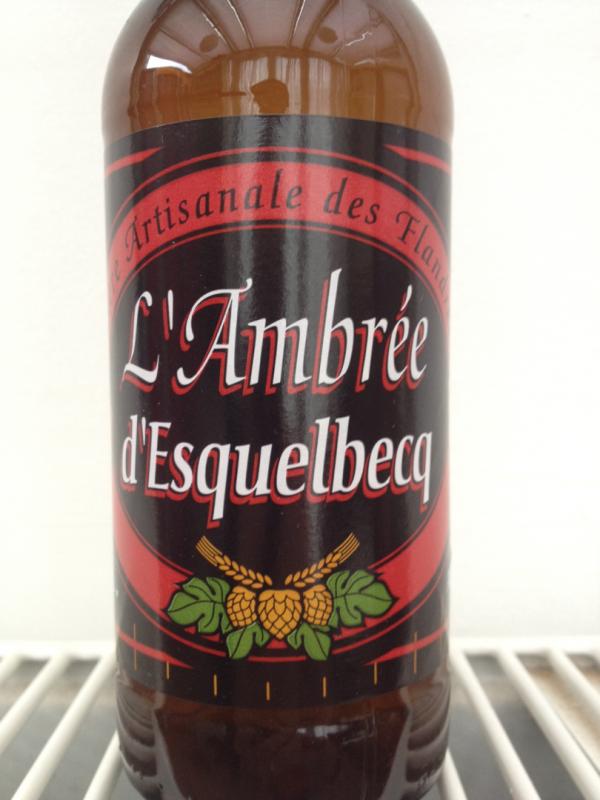 Artisanale des
L'Ambrée
d'Esquelbecq